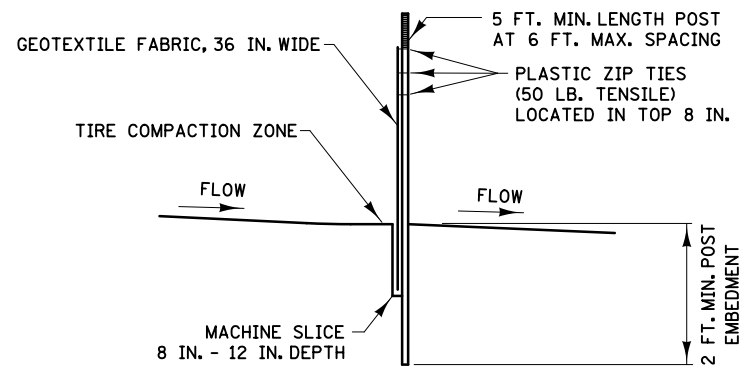 5 FT. MIN. LENGTH POST
AT 6 FT. MAX. SPACING
GEOTEXTILE FABRIC, 36 IN. WIDE
PLASTIC ZIP TIES
(50 LB. TENSILE)
LOCATED IN TOP 8 IN.
TIRE COMPACTION ZONE
FLOW
FLOW
MACHINE SLICE
8 IN. - 12 IN. DEPTH
2 FT. MIN. POST
EMBEDMENT